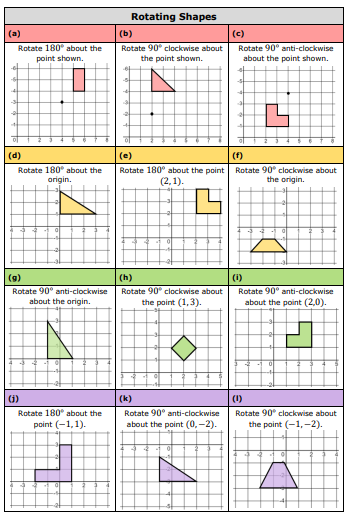 Rotating Shapes
(a)
(b)
(c)
Rotate 180° about the
point shown.
Rotate 90° clockwise about
the point shown.
Rotate 90° anti-clockwise
about the point shown.
(d)
(e)
(f)
Rotate 180° about the
origin.
Rotate 180° about the point
(2, 1).
Rotate 90° clockwise about
the origin.
(g)
(h)
(i)
Rotate 90° anti-clockwise
about the origin.
Rotate 90° clockwise about
the point (1,3).
Rotate 90° anti-clockwise
about the point (2,0).
(j)
(k)
(l)
Rotate 180° about the
point (−1, 1).
Rotate 90° anti-clockwise
about the point (0, −2).
Rotate 90° clockwise about
the point (−1, −2).